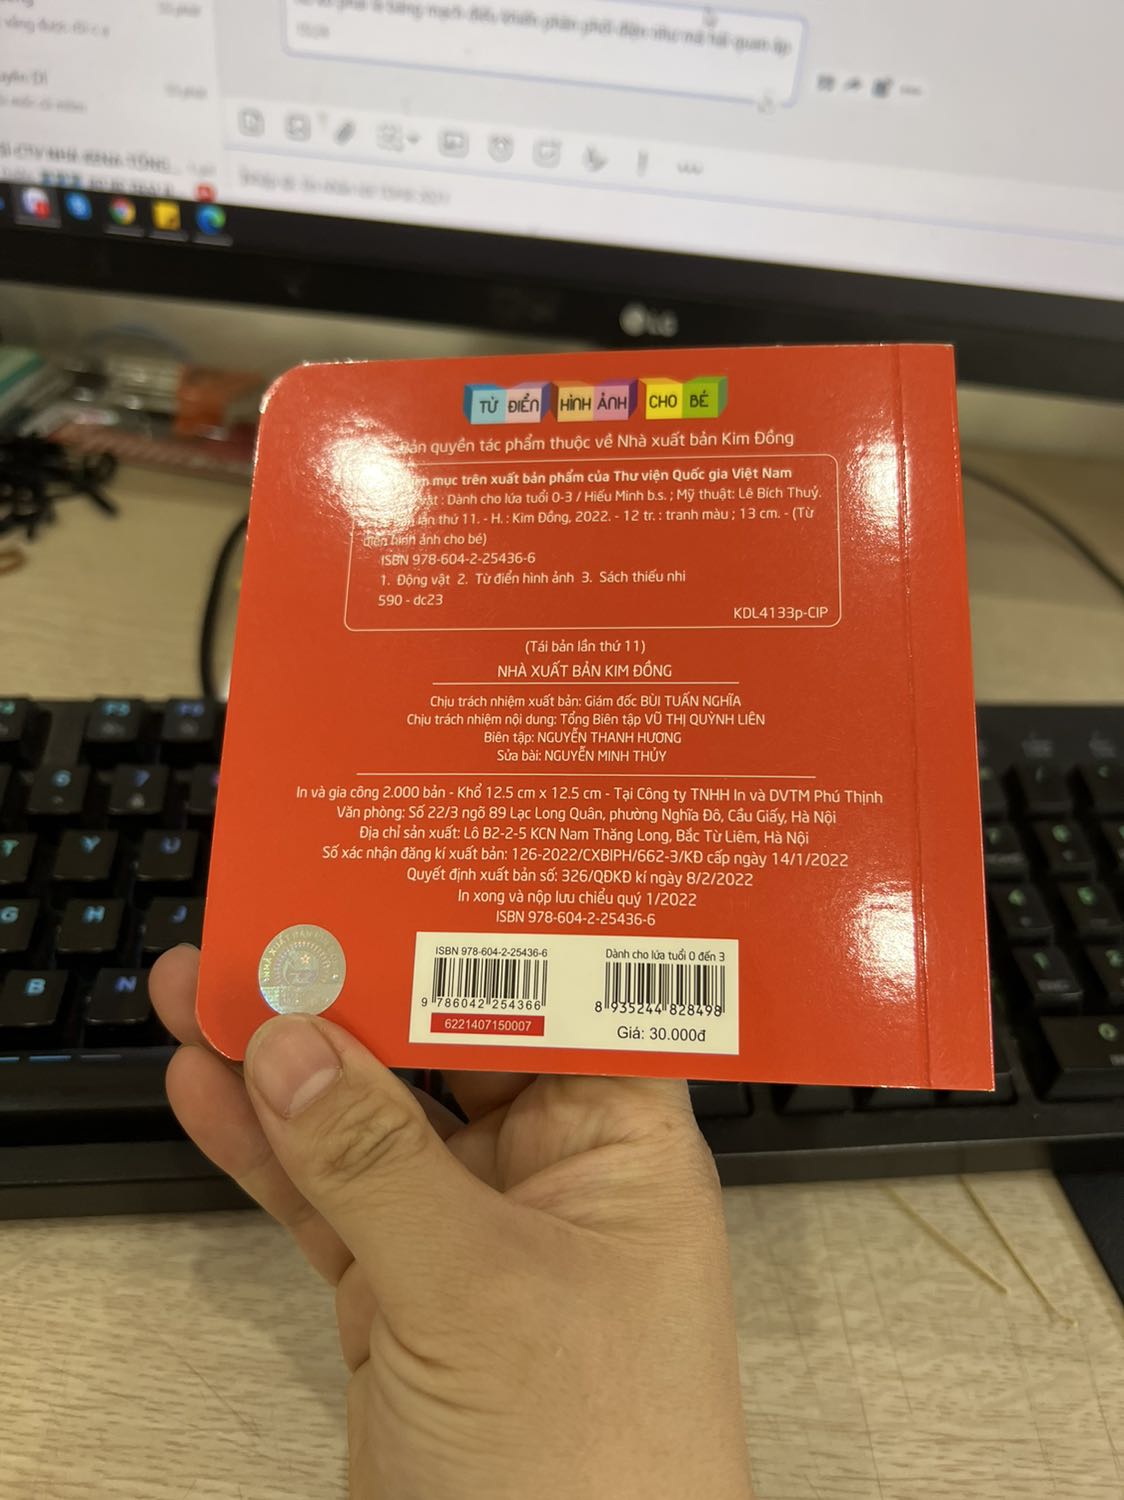 TỪ ĐIỂN HÌNH ẢNH CHO BÉ
Bản quyền tác phẩm thuộc về Nhà xuất bản Kim Đồng
mục trên xuất bản phẩm của Thư viện Quốc gia Việt Nam
: Dành cho lứa tuổi 0-3 / Hiếu Minh b.s. ; Mỹ thuật: Lê Bích Thuỷ.
lần thứ 11. - H. : Kim Đồng, 2022. - 12 tr. : tranh màu ; 13 cm. - (Từ
điển hình ảnh cho bé)
ISBN 978-604-2-25436-6
1. Động vật 2. Từ điển hình ảnh 3. Sách thiếu nhi
590 - dc23
KDL4133p-CIP
(Tái bản lần thứ 11)
NHÀ XUẤT BẢN KIM ĐỒNG
Chịu trách nhiệm xuất bản: Giám đốc BÙI TUẤN NGHĨA
Chịu trách nhiệm nội dung: Tổng Biên tập VŨ THỊ QUỲNH LIÊN
Biên tập: NGUYỄN THANH HƯƠNG
Sửa bài: NGUYỄN MINH THỦY
In và gia công 2.000 bản - Khổ 12.5 cm x 12.5 cm - Tại Công ty TNHH In và DVTM Phú Thịnh
Văn phòng: Số 22/3 ngõ 89 Lạc Long Quân, phường Nghĩa Đô, Cầu Giấy, Hà Nội
Địa chỉ sản xuất: Lô B2-2-5 KCN Nam Thăng Long, Bắc Từ Liêm, Hà Nội
Số xác nhận đăng kí xuất bản: 126-2022/CXBIPH/662-3/KĐ cấp ngày 14/1/2022
Quyết định xuất bản số: 326/QĐKĐ kí ngày 8/2/2022
In xong và nộp lưu chiểu quý 1/2022
ISBN 978-604-2-25436-6
ISBN 978-604-2-25436-6
9 786042 254366
6221407150007
Dành cho lứa tuổi 0 đến 3
8 935244 828498
Giá: 30.000đ
LG
F3
6
7
Y
G
H
J
B
N